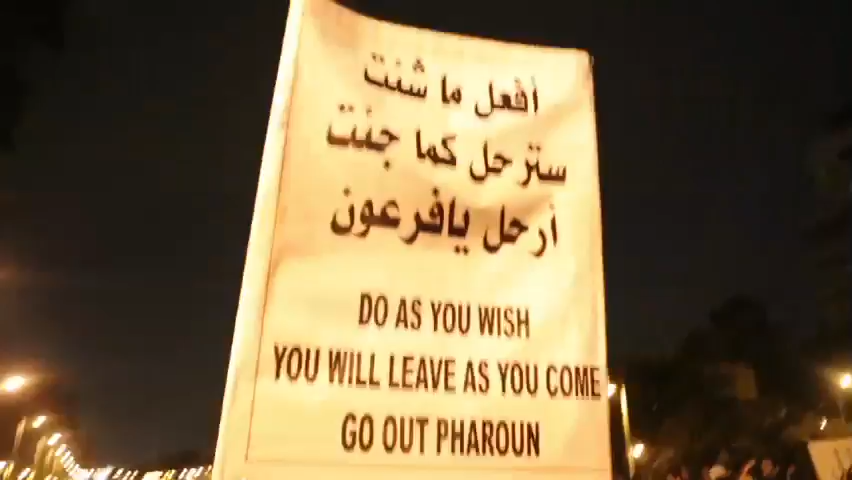 أفعل ما شئت
سترحل كما جئت
أرحل يافرعون
DO AS YOU WISH
YOU WILL LEAVE AS YOU COME
GO OUT PHAROUN